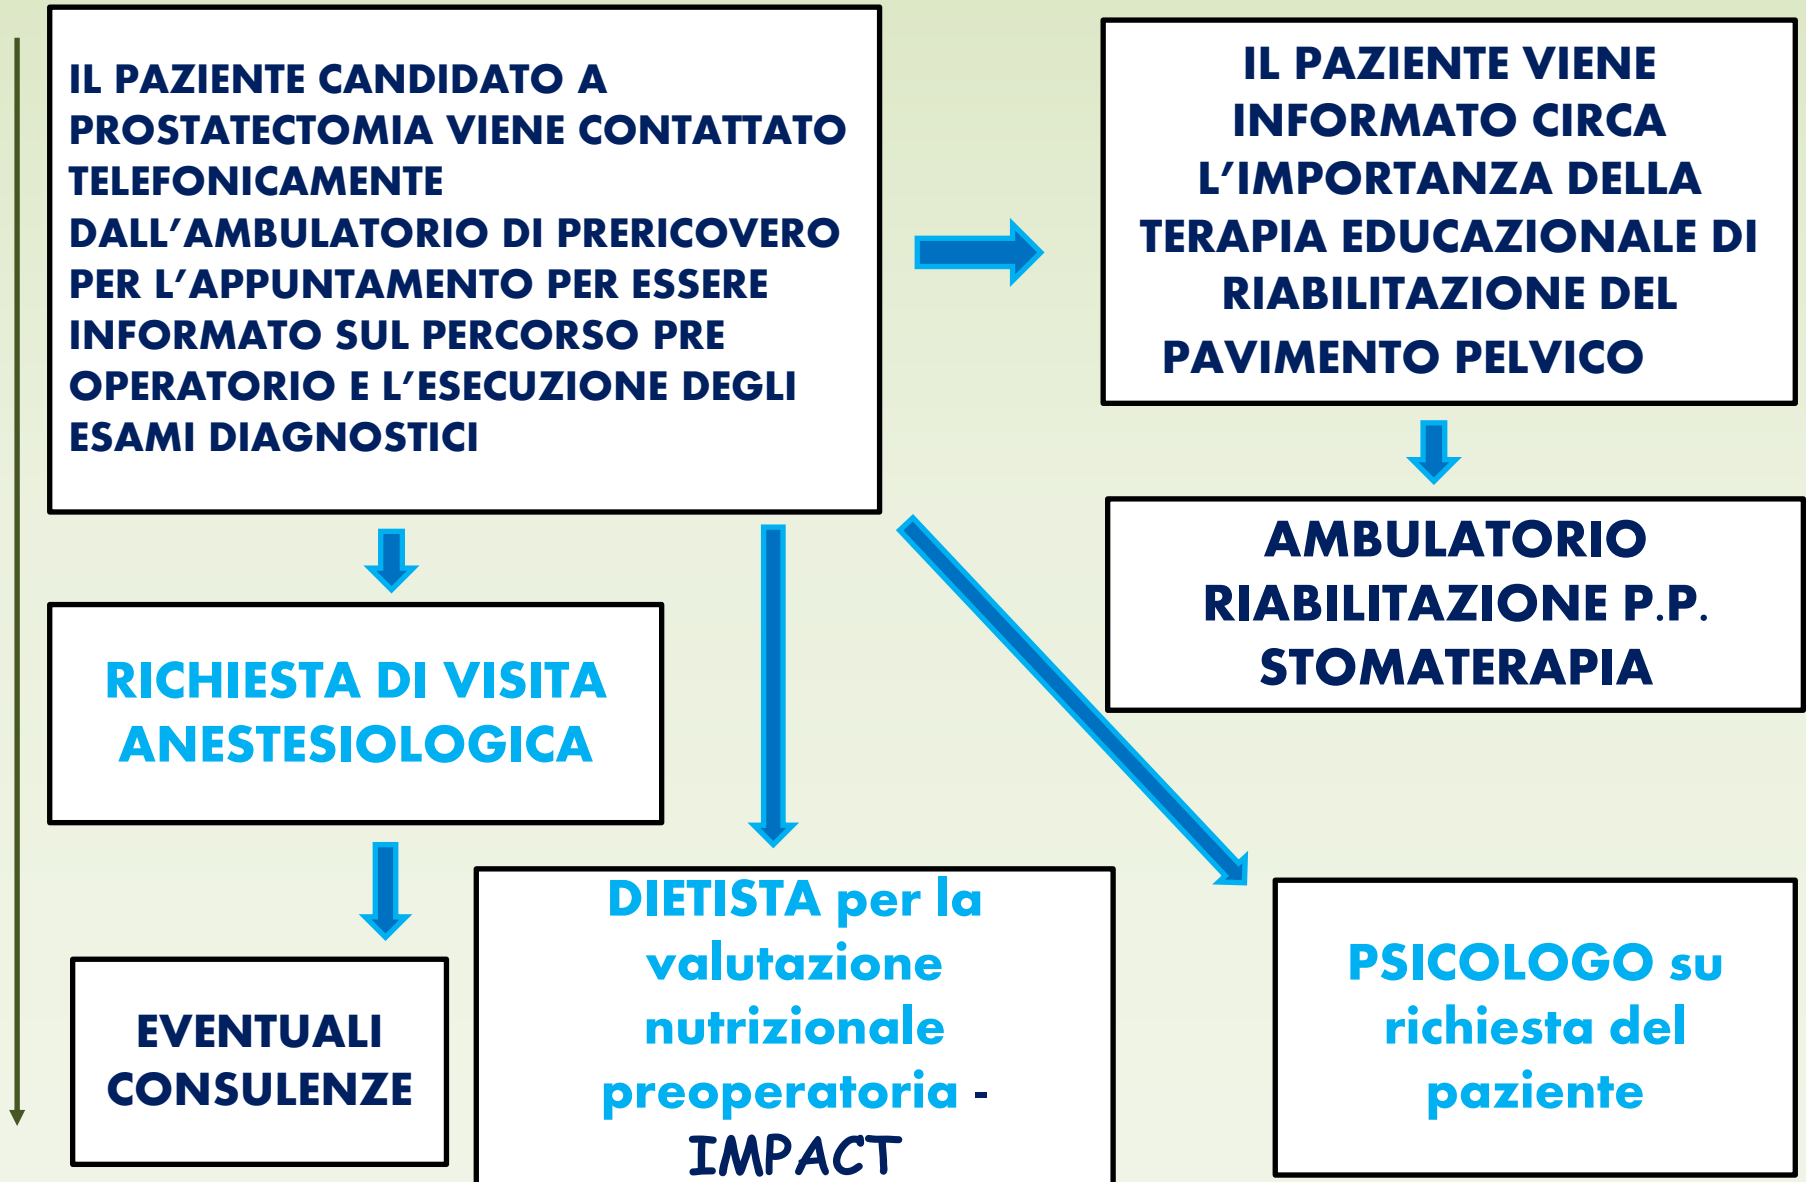 IL PAZIENTE CANDIDATO A
PROSTATECTOMIA VIENE CONTATTATO
TELEFONICAMENTE
DALL’AMBULATORIO DI PRERICOVERO
PER L’APPUNTAMENTO PER ESSERE
INFORMATO SUL PERCORSO PRE
OPERATORIO E L’ESECUZIONE DEGLI
ESAMI DIAGNOSTICI
IL PAZIENTE VIENE
INFORMATO CIRCA
L’IMPORTANZA DELLA
TERAPIA EDUCAZIONALE DI
RIABILITAZIONE DEL
PAVIMENTO PELVICO
AMBULATORIO
RIABILITAZIONE P.P.
STOMATERAPIA
RICHIESTA DI VISITA
ANESTESIOLOGICA
EVENTUALI
CONSULENZE
DIETISTA per la
valutazione
nutrizionale
preoperatoria -
IMPACT
PSICOLOGO su
richiesta del
paziente